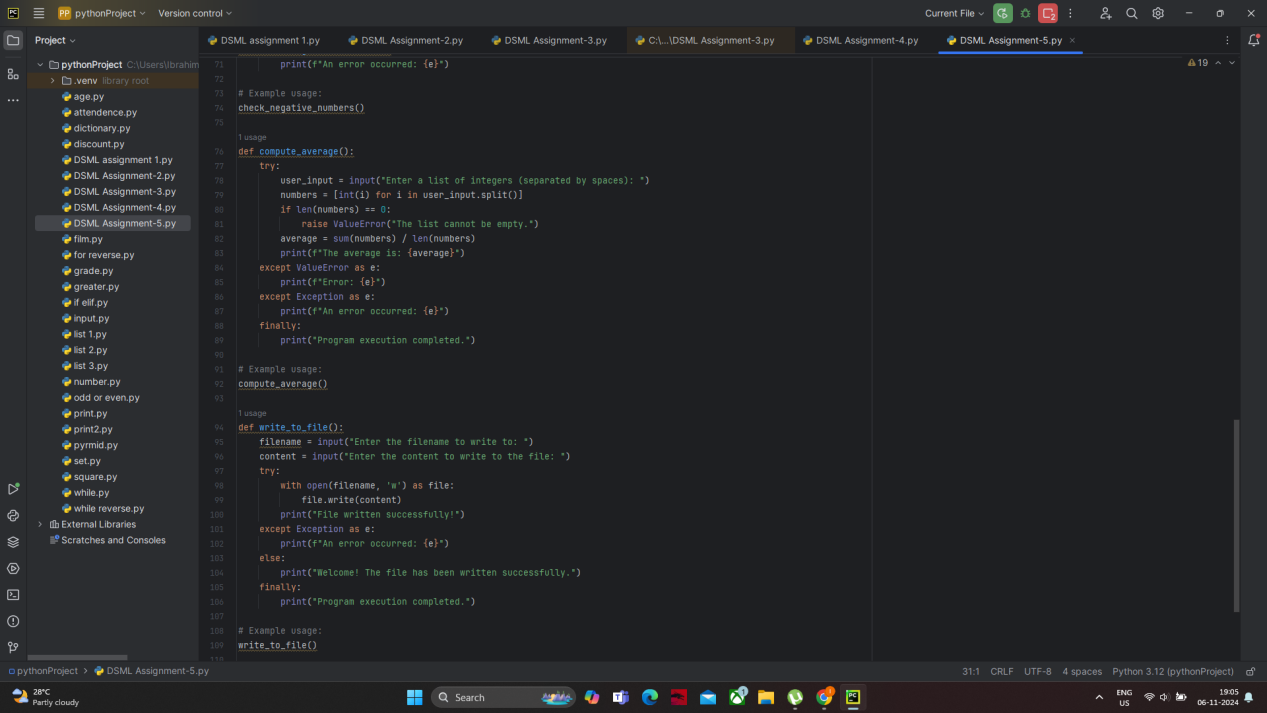 PC
PP pythonProject
Version control
Current File
2
Project
DSML assignment 1.py
DSML Assignment-2.py
DSML Assignment-3.py
C:\...\DSML Assignment-3.py
DSML Assignment-4.py
DSML Assignment-5.py
19
pythonProject C:\Users\Ibrahim
.venv library root
age.py
attendence.py
dictionary.py
discount.py
DSML assignment 1.py
DSML Assignment-2.py
DSML Assignment-3.py
DSML Assignment-4.py
DSML Assignment-5.py
film.py
for reverse.py
grade.py
greater.py
if elif.py
input.py
list 1.py
list 2.py
list 3.py
number.py
odd or even.py
print.py
print2.py
pyrmid.py
set.py
square.py
while.py
while reverse.py
External Libraries
Scratches and Consoles
71 print(f"An error occurred: {e}")
72
73 # Example usage:
74 check_negative_numbers()
75
1 usage
76 def compute_average():
77 try:
78 user_input = input("Enter a list of integers (separated by spaces): ")
79 numbers = [int(i) for i in user_input.split()]
80 if len(numbers) == 0:
81 raise ValueError("The list cannot be empty.")
82 average = sum(numbers) / len(numbers)
83 print(f"The average is: {average}")
84 except ValueError as e:
85 print(f"Error: {e}")
86 except Exception as e:
87 print(f"An error occurred: {e}")
88 finally:
89 print("Program execution completed.")
90
91 # Example usage:
92 compute_average()
93
1 usage
94 def write_to_file():
95 filename = input("Enter the filename to write to: ")
96 content = input("Enter the content to write to the file: ")
97 try:
98 with open(filename, 'w') as file:
99 file.write(content)
100 print("File written successfully!")
101 except Exception as e:
102 print(f"An error occurred: {e}")
103 else:
104 print("Welcome! The file has been written successfully.")
105 finally:
106 print("Program execution completed.")
107
108 # Example usage:
109 write_to_file()
110
pythonProject > DSML Assignment-5.py
31:1 CRLF UTF-8 4 spaces Python 3.12 (pythonProject)
28°C
Partly cloudy
Search
1
ENG
US
19:05
06-11-2024